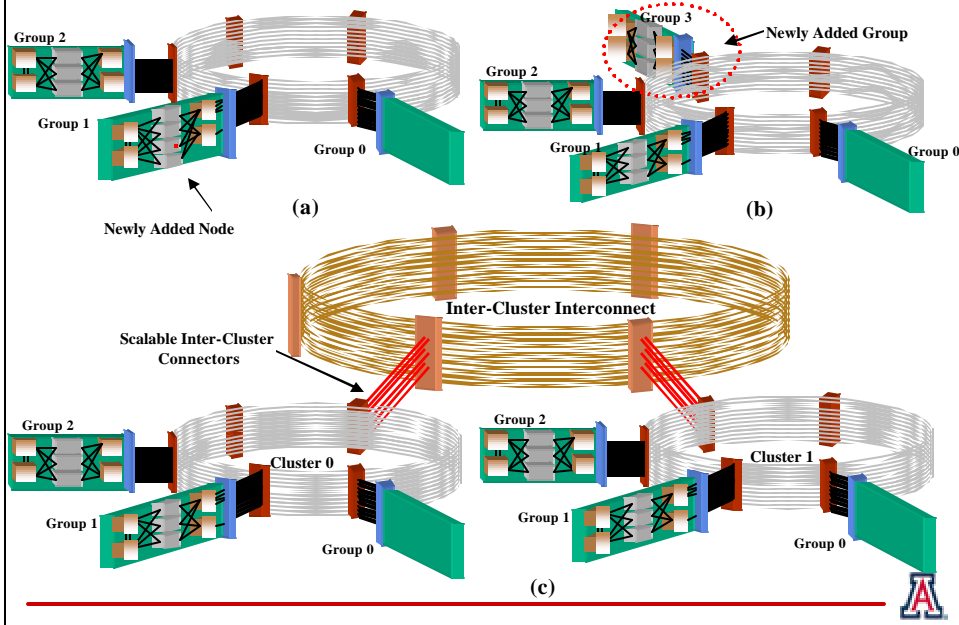 Group 2
Group 1
Group 0
(a)
Newly Added Node
Group 3
Newly Added Group
Group 2
Group 1
Group 0
(b)
Inter-Cluster Interconnect
Scalable Inter-Cluster
Connectors
Group 2
Cluster 0
Group 1
Group 0
Group 2
Cluster 1
Group 1
Group 0
(c)
A